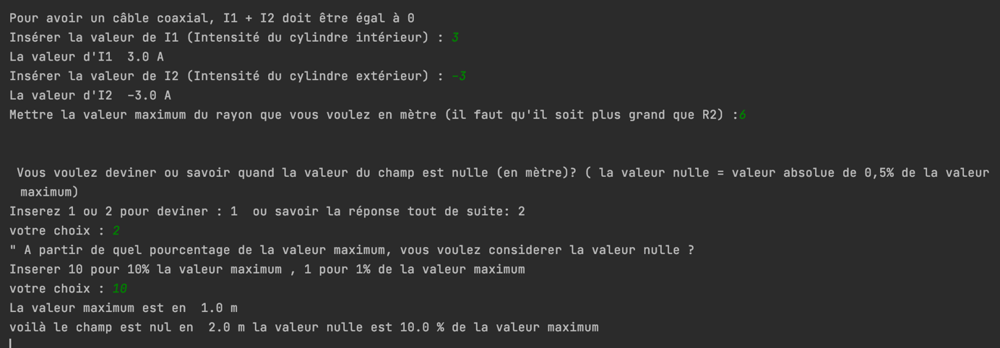 Pour avoir un câble coaxial, I1 + I2 doit être égal à 0
Insérer la valeur de I1 (Intensité du cylindre intérieur) : 3
La valeur d'I1  3.0 A
Insérer la valeur de I2 (Intensité du cylindre extérieur) : -3
La valeur d'I2  -3.0 A
Mettre la valeur maximum du rayon que vous voulez en mètre (il faut qu'il soit plus grand que R2) :6
Vous voulez deviner ou savoir quand la valeur du champ est nulle (en mètre)? ( la valeur nulle = valeur absolue de 0,5% de la valeur
maximum)
Inserez 1 ou 2 pour deviner : 1  ou savoir la réponse tout de suite: 2
votre choix : 2
" A partir de quel pourcentage de la valeur maximum, vous voulez considerer la valeur nulle ?
Inserer 10 pour 10% la valeur maximum , 1 pour 1% de la valeur maximum
votre choix : 10
La valeur maximum est en  1.0 m
voilà le champ est nul en  2.0 m la valeur nulle est 10.0 % de la valeur maximum